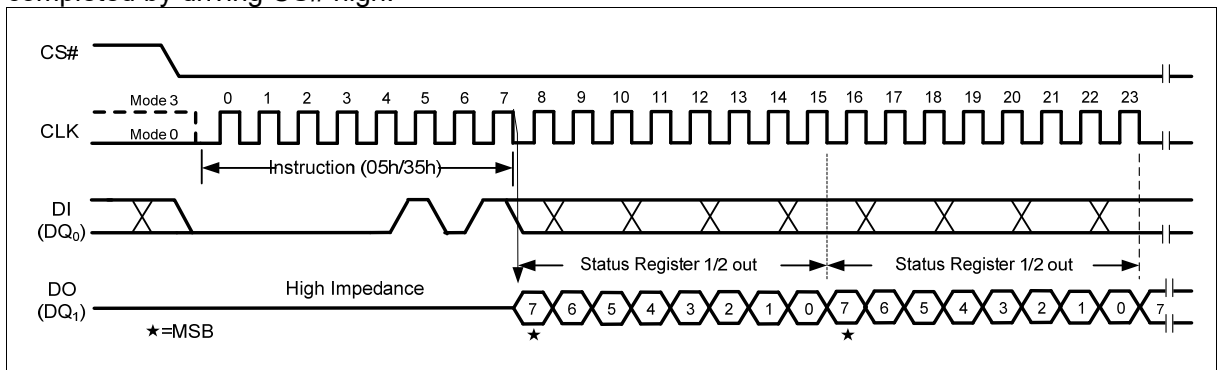 completed by driving CS# high.
CS#
Mode 3 0 1 2 3 4 5 6 7 8 9 10 11 12 13 14 15 16 17 18 19 20 21 22 23
CLK Mode 0
Instruction (05h/35h)
DI
(DQ0)
Status Register 1/2 out Status Register 1/2 out
DO High Impedance
(DQ1) 7 6 5 4 3 2 1 0 7 6 5 4 3 2 1 0 7
★=MSB ★ ★